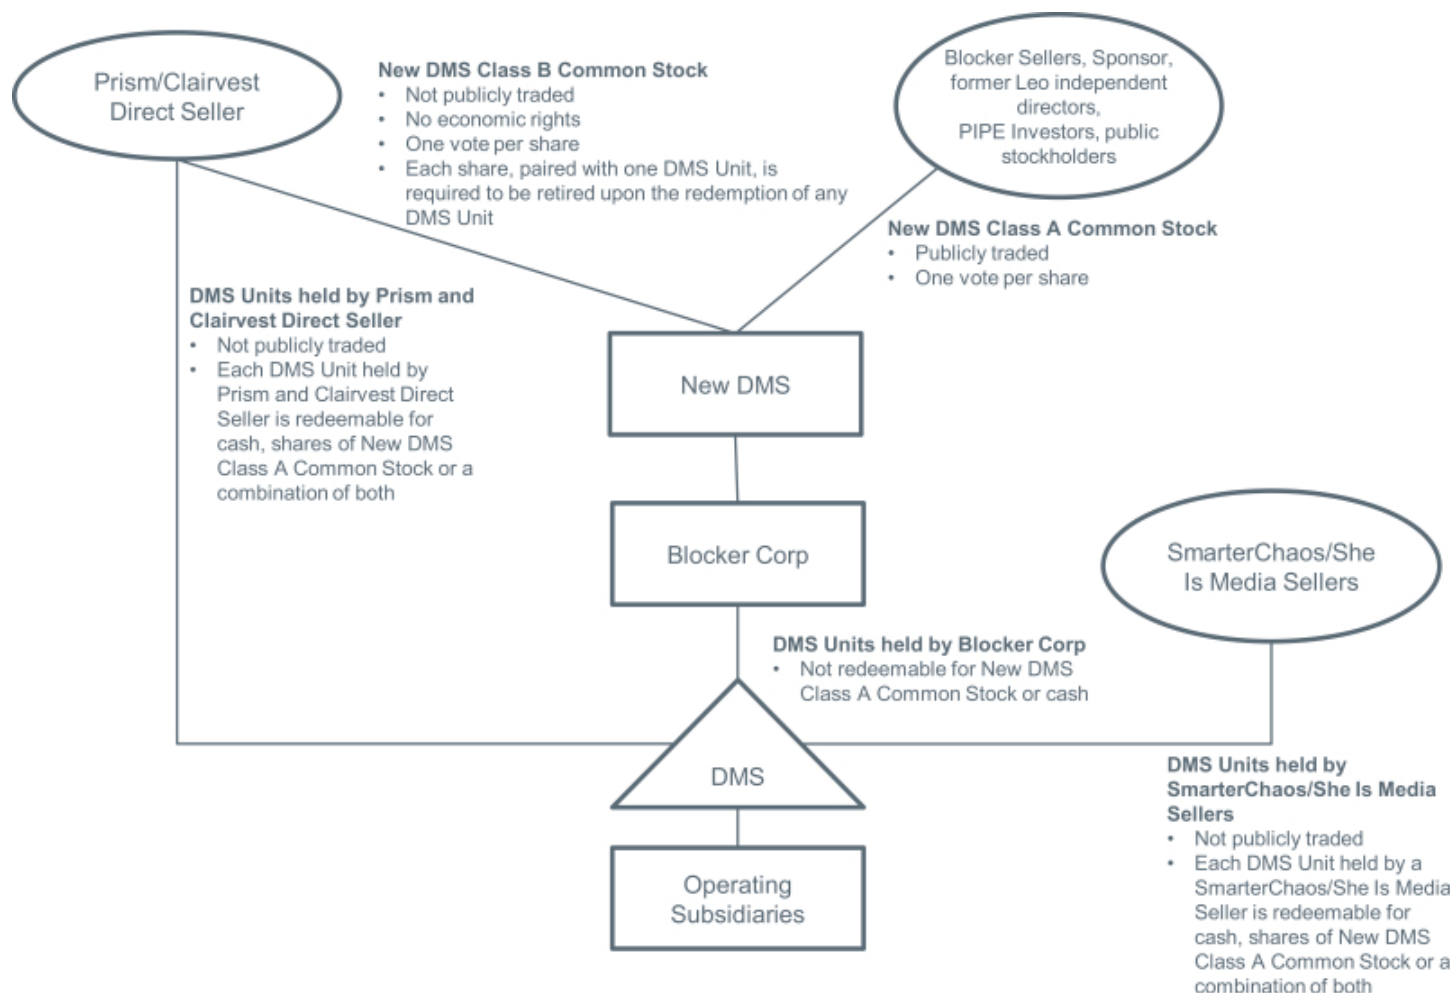 Prism/Clairvest
Direct Seller
New DMS Class B Common Stock
• Not publicly traded
• No economic rights
• One vote per share
• Each share, paired with one DMS Unit, is
required to be retired upon the redemption of any
DMS Unit
Blocker Sellers, Sponsor,
former Leo independent
directors,
PIPE Investors, public
stockholders
New DMS Class A Common Stock
• Publicly traded
• One vote per share
DMS Units held by Prism and
Clairvest Direct Seller
• Not publicly traded
• Each DMS Unit held by
Prism and Clairvest Direct
Seller is redeemable for
cash, shares of New DMS
Class A Common Stock or a
combination of both
New DMS
Blocker Corp
SmarterChaos/She
Is Media Sellers
DMS Units held by Blocker Corp
• Not redeemable for New DMS
Class A Common Stock or cash
DMS
DMS Units held by
SmarterChaos/She Is Media
Sellers
• Not publicly traded
• Each DMS Unit held by a
SmarterChaos/She Is Media
Seller is redeemable for
cash, shares of New DMS
Class A Common Stock or a
combination of both
Operating
Subsidiaries